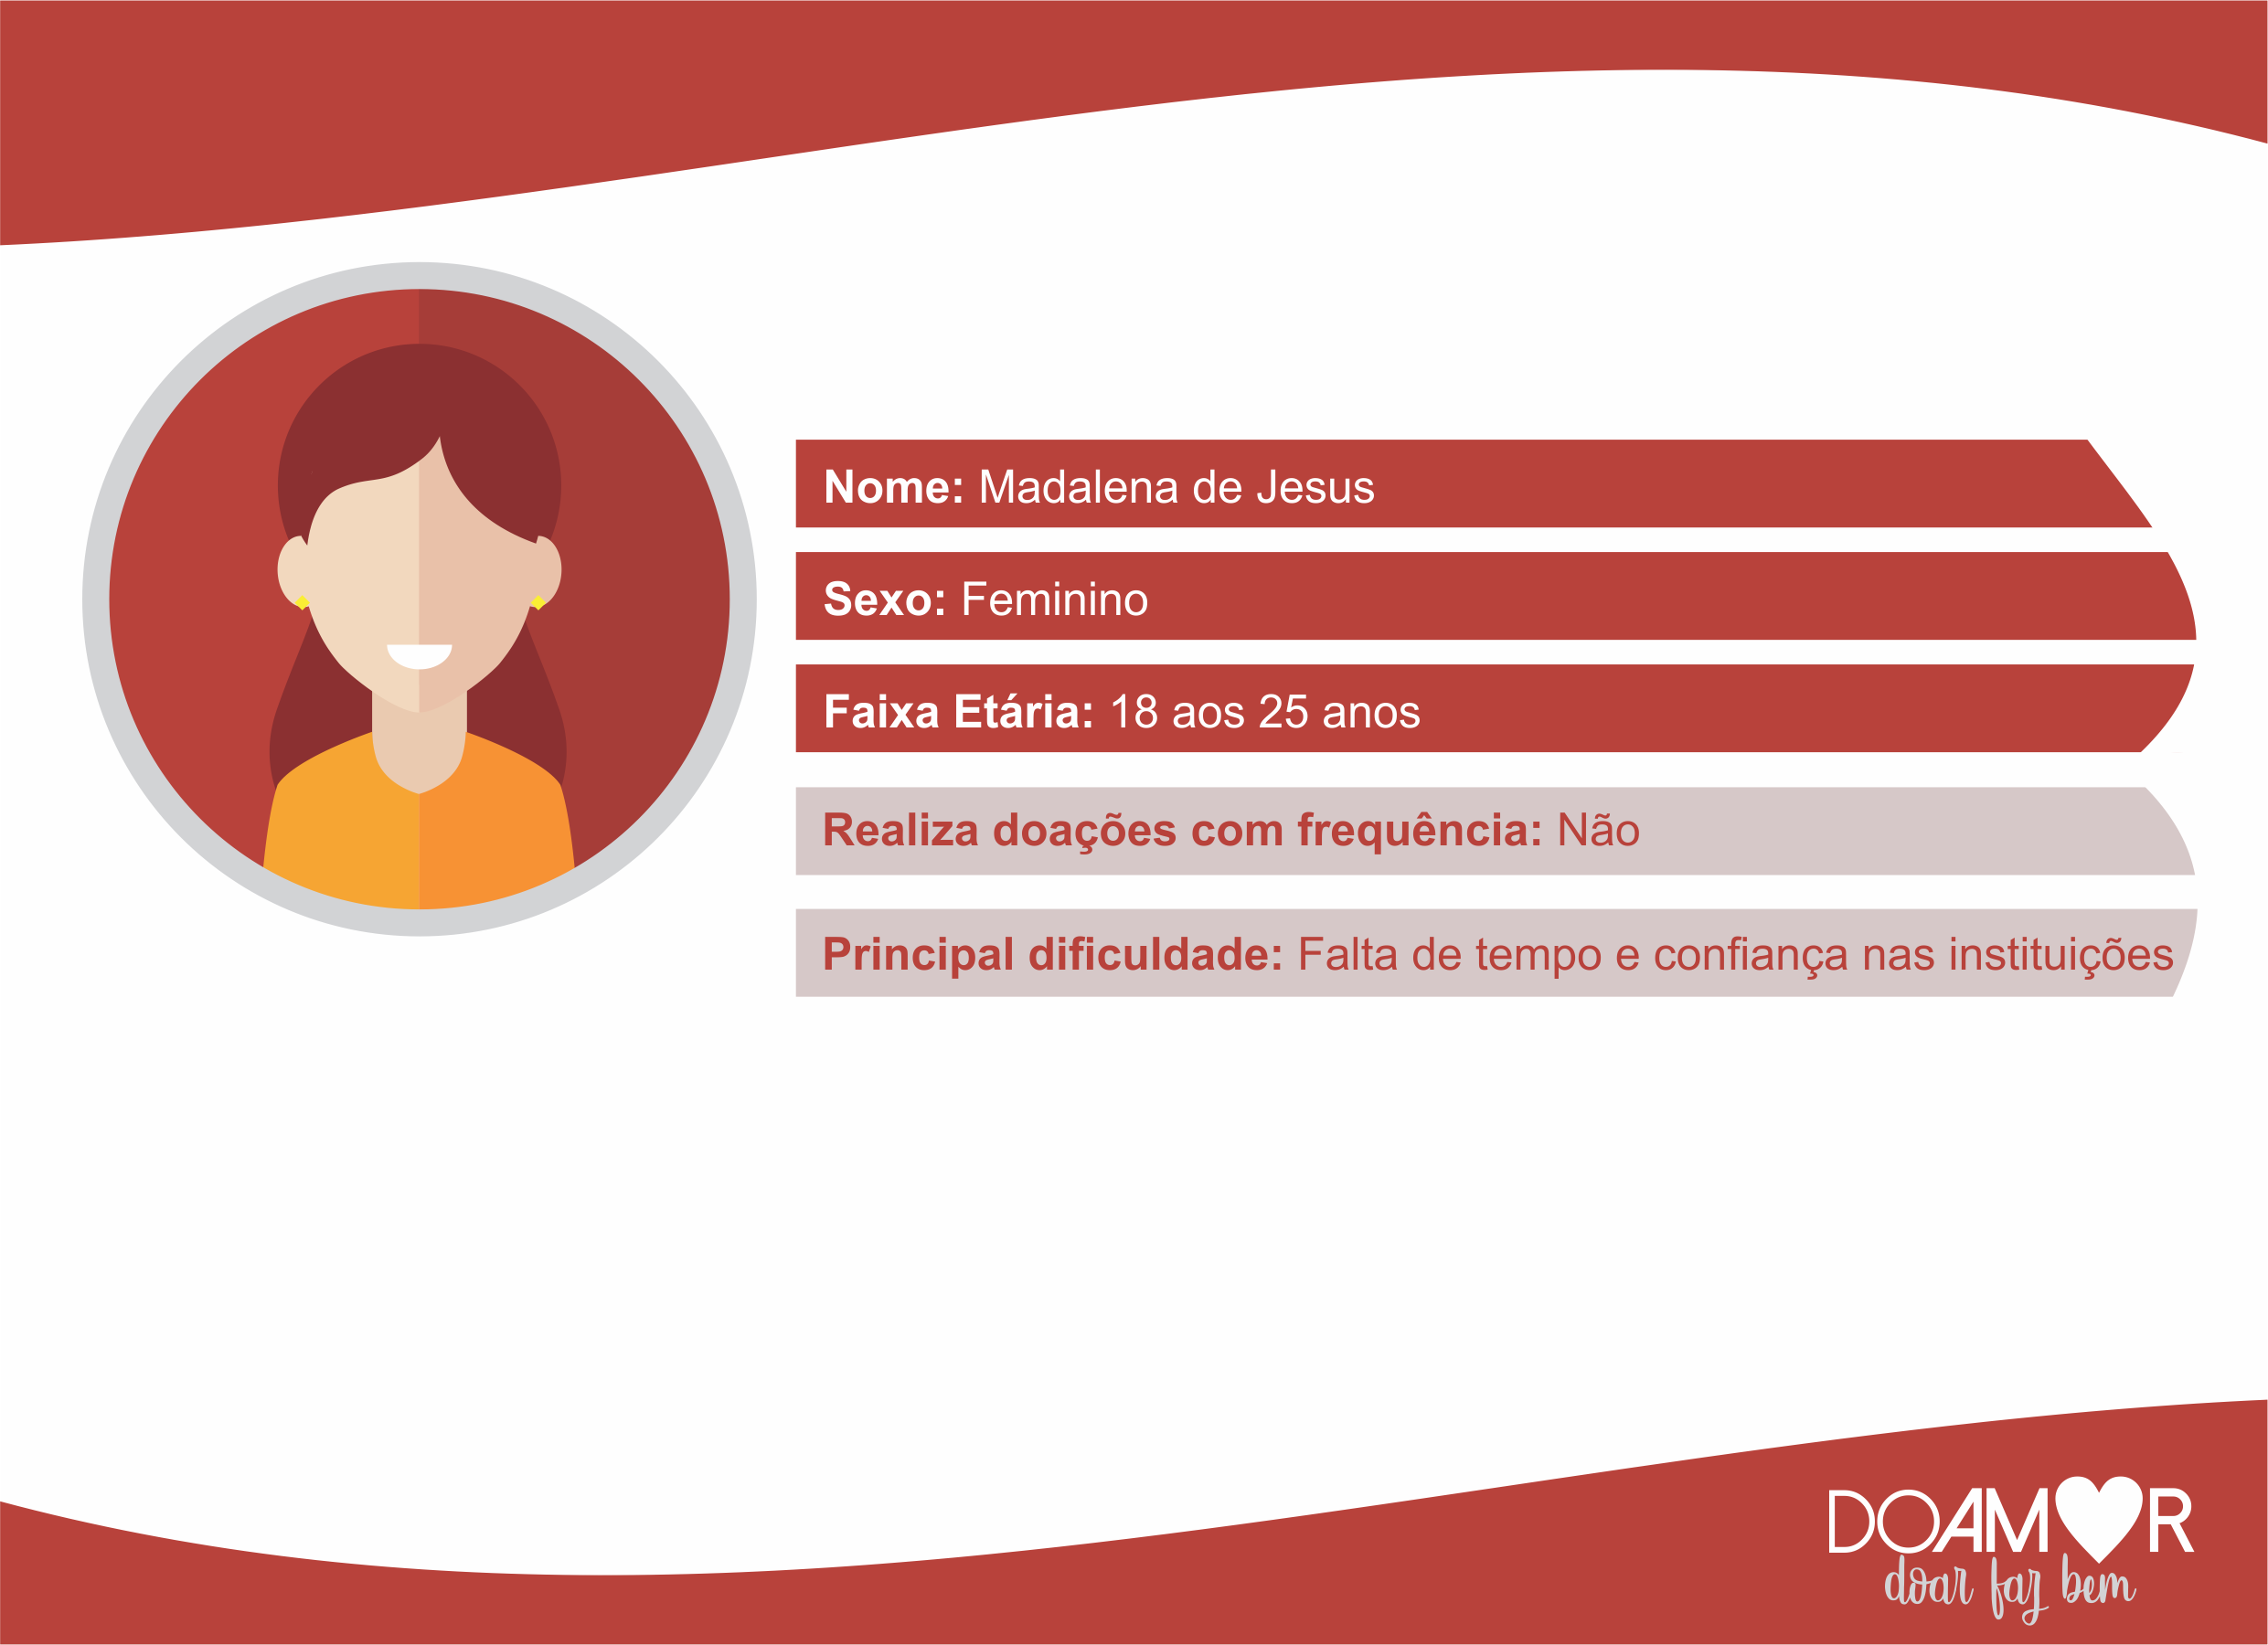 Nome: Madalena de Jesus
Sexo: Feminino
Faixa Etária: 18 aos 25 anos
Realiza doações com frequência: Não
Principal dificuldade: Falta de tempo e confiança nas instituições
DOAMOR
doar faz bem